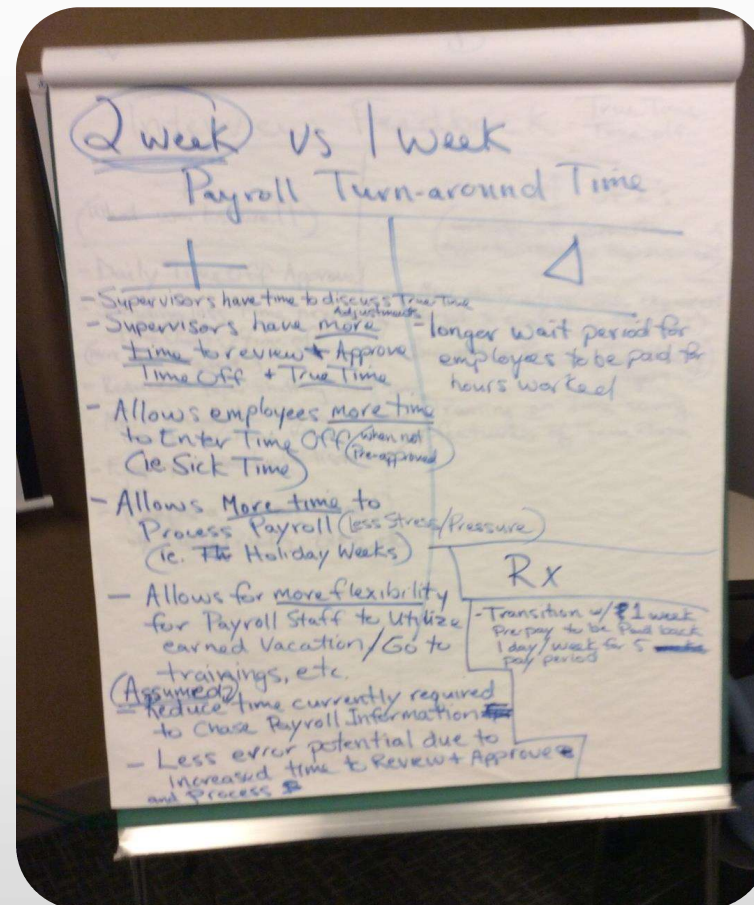 2 week vs 1 week
Payroll Turn-around Time
+
- Supervisors have time to discuss True Time
Adjustments
- Supervisors have more
time to review + Approve
Time Off + True Time
- Allows employees more time
to Enter Time Off (when not
Pre-approved)
(ie Sick Time)
- Allows More time to
Process Payroll (less Stress/Pressure)
(ie. Holiday Weeks)
- Allows for more flexibility
for Payroll Staff to Utilize
earned Vacation/Go to
trainings, etc.
(Assumed)
- Reduce time currently required
to Chase Payroll Information
- Less error potential due to
increased time to Review + Approve
and Process
Δ
- longer wait period for
employees to be paid for
hours worked
Rx
- Transition w/ 1 week
Pre pay to be Paid back
1 day/week for 5
pay period